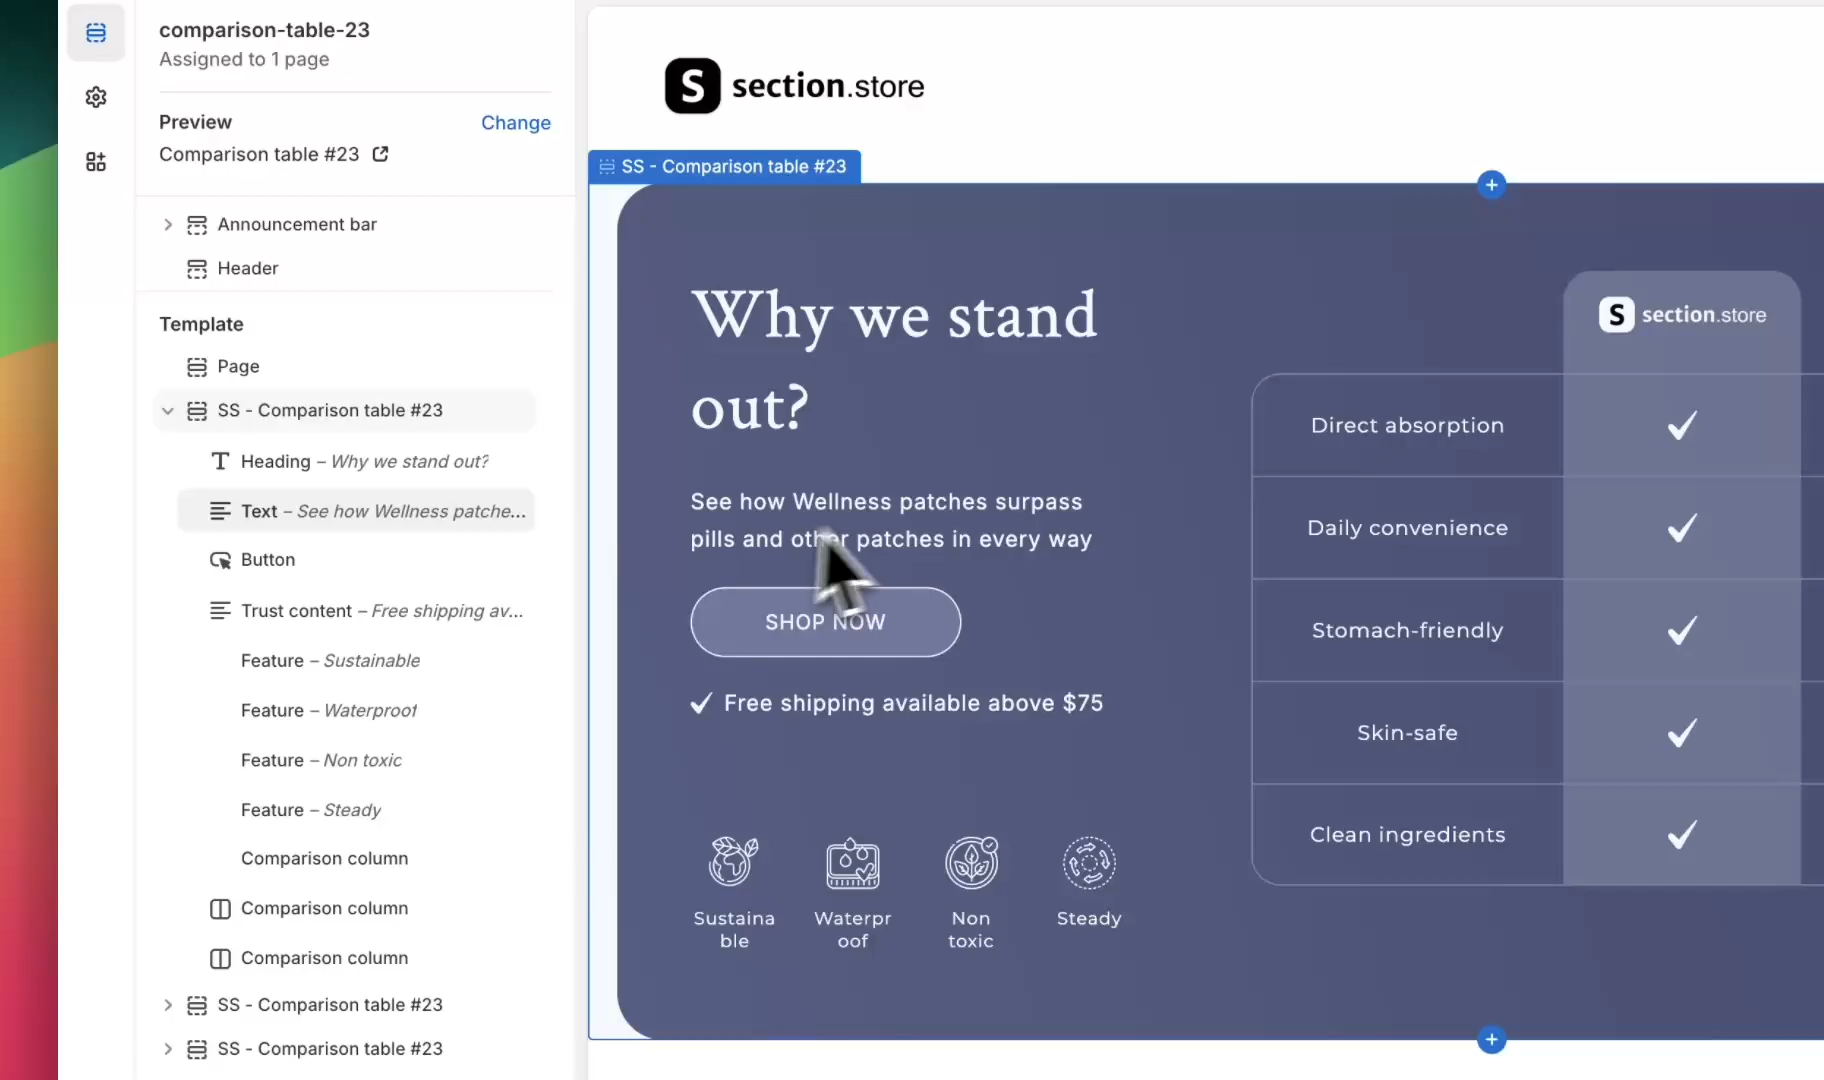 comparison-table-23
Assigned to 1 page
Preview
Change
Comparison table #23
Announcement bar
Header
Template
Page
SS - Comparison table #23
Heading – Why we stand out?
Text – See how Wellness patche...
Button
Trust content – Free shipping av...
Feature – Sustainable
Feature – Waterproof
Feature – Non toxic
Feature – Steady
Comparison column
Comparison column
Comparison column
SS - Comparison table #23
SS - Comparison table #23
S section.store
SS - Comparison table #23
Why we stand
out?
See how Wellness patches surpass
pills and other patches in every way
SHOP NOW
Free shipping available above $75
Sustaina
ble
Waterpr
oof
Non
toxic
Steady
S section.store
Direct absorption
Daily convenience
Stomach-friendly
Skin-safe
Clean ingredients